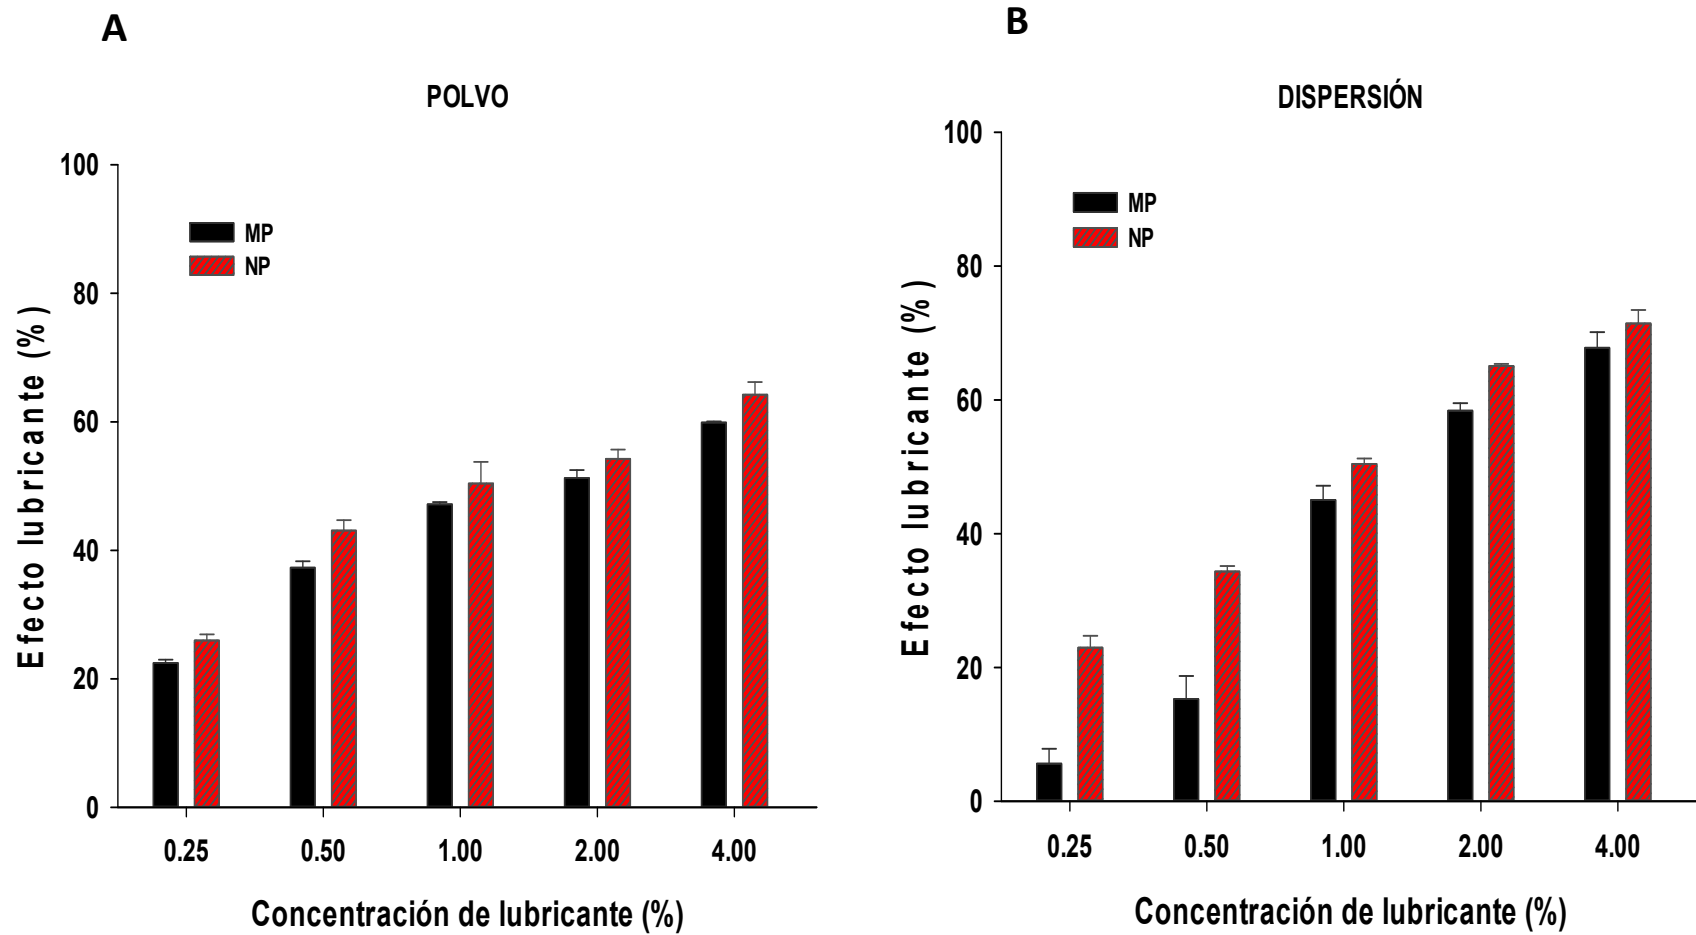 A
POLVO
MP
NP
Efecto lubricante (%)
100
80
60
40
20
0
0.25 0.50 1.00 2.00 4.00
Concentración de lubricante (%)
B
DISPERSIÓN
MP
NP
Efecto lubricante (%)
100
80
60
40
20
0
0.25 0.50 1.00 2.00 4.00
Concentración de lubricante (%)